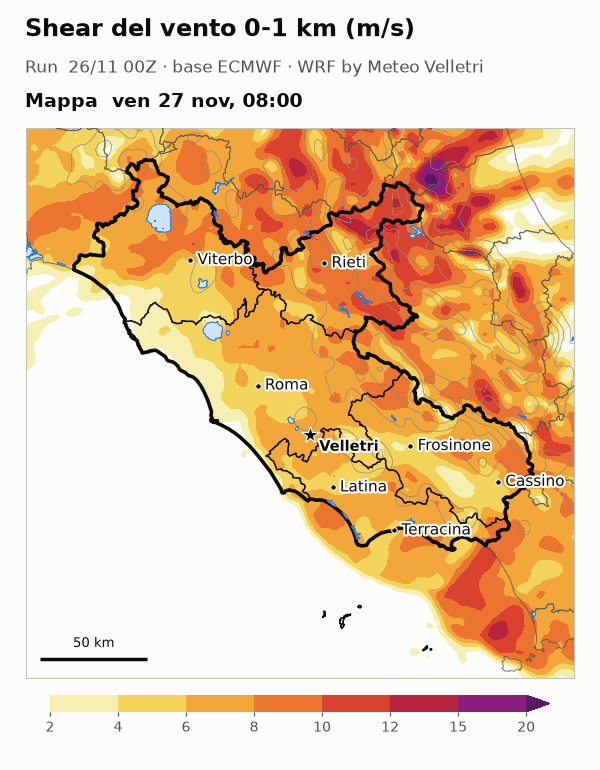 Shear del vento 0-1 km (m/s)
Run  26/11 00Z · base ECMWF · WRF by Meteo Velletri
Mappa  ven 27 nov, 08:00
Viterbo
Rieti
Roma
Velletri
Frosinone
Latina
Cassino
Terracina
50 km
2 4 6 8 10 12 15 20